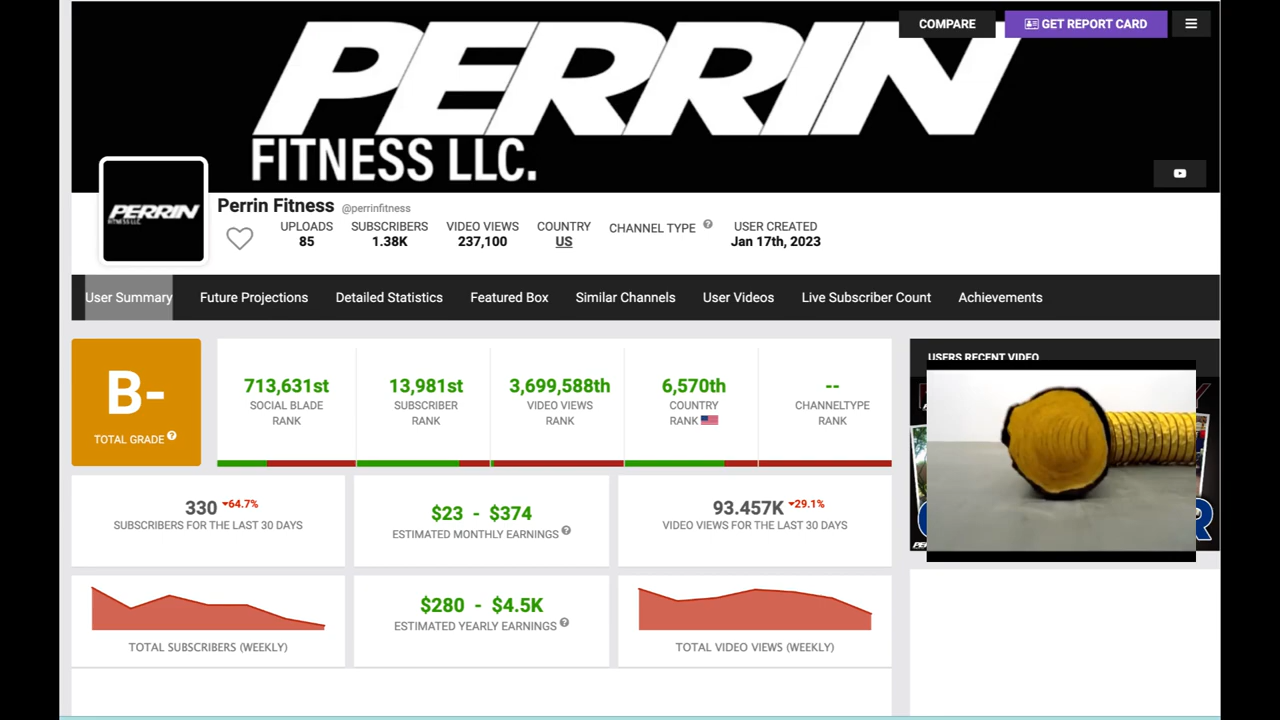 PERRIN
FITNESS LLC.
COMPARE
GET REPORT CARD
PERRIN
FITNESS LLC.
Perrin Fitness @perrinfitness
UPLOADS SUBSCRIBERS VIDEO VIEWS COUNTRY CHANNEL TYPE ? USER CREATED
85 1.38K 237,100 US Jan 17th, 2023
User Summary Future Projections Detailed Statistics Featured Box Similar Channels User Videos Live Subscriber Count Achievements
B-
TOTAL GRADE ?
713,631st
SOCIAL BLADE
RANK
13,981st
SUBSCRIBER
RANK
3,699,588th
VIDEO VIEWS
RANK
6,570th
COUNTRY
RANK
--
CHANNELTYPE
RANK
USERS RECENT VIDEO
330 -64.7%
SUBSCRIBERS FOR THE LAST 30 DAYS
$23 - $374
ESTIMATED MONTHLY EARNINGS ?
93.457K -29.1%
VIDEO VIEWS FOR THE LAST 30 DAYS
TOTAL SUBSCRIBERS (WEEKLY)
$280 - $4.5K
ESTIMATED YEARLY EARNINGS ?
TOTAL VIDEO VIEWS (WEEKLY)